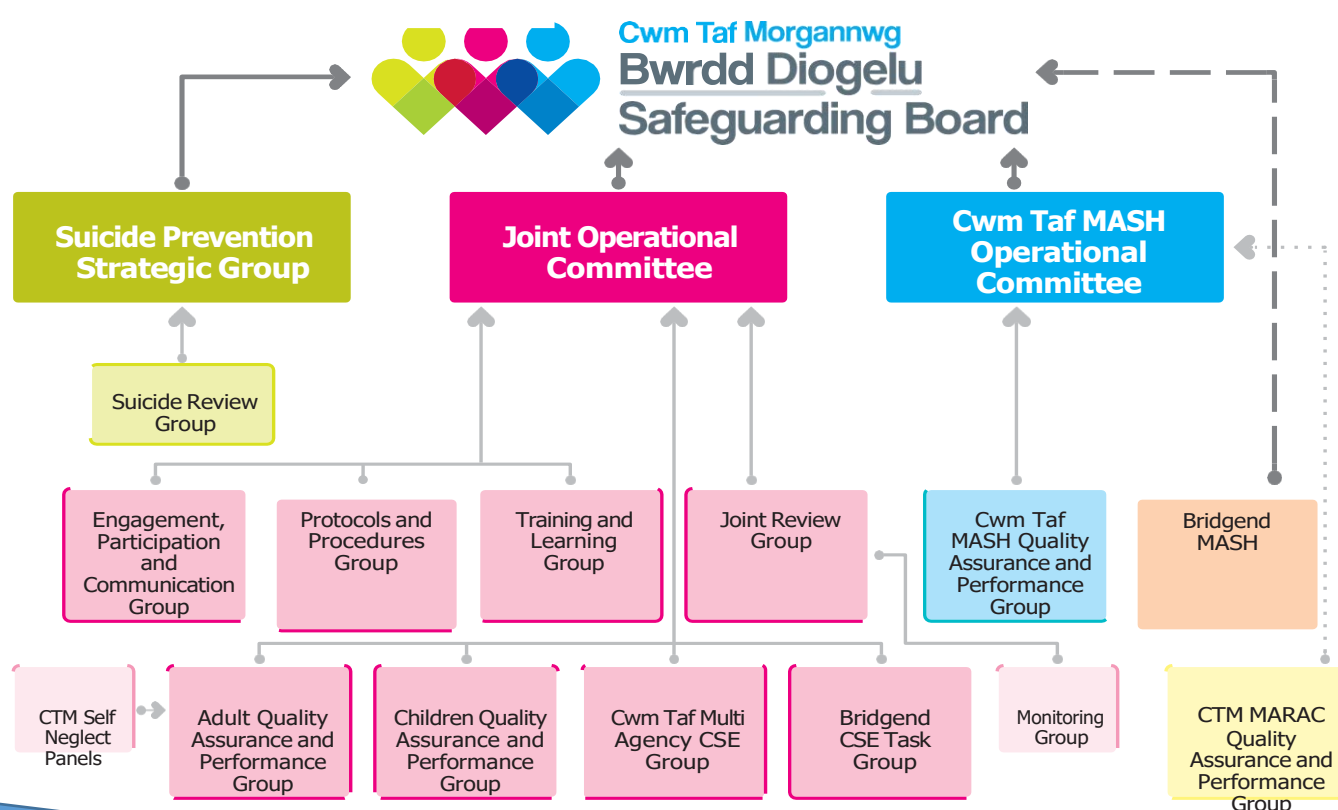 Cwm Taf Morgannwg
Bwrdd Diogelu
Safeguarding Board
Suicide Prevention
Strategic Group
Joint Operational
Committee
Cwm Taf MASH
Operational
Committee
Suicide Review
Group
Engagement,
Participation
and
Communication
Group
Protocols and
Procedures
Group
Training and
Learning
Group
Joint Review
Group
Cwm Taf
MASH Quality
Assurance and
Performance
Group
Bridgend
MASH
CTM Self
Neglect
Panels
Adult Quality
Assurance and
Performance
Group
Children Quality
Assurance and
Performance
Group
Cwm Taf Multi
Agency CSE
Group
Bridgend
CSE Task
Group
Monitoring
Group
CTM MARAC
Quality
Assurance and
Performance
Group